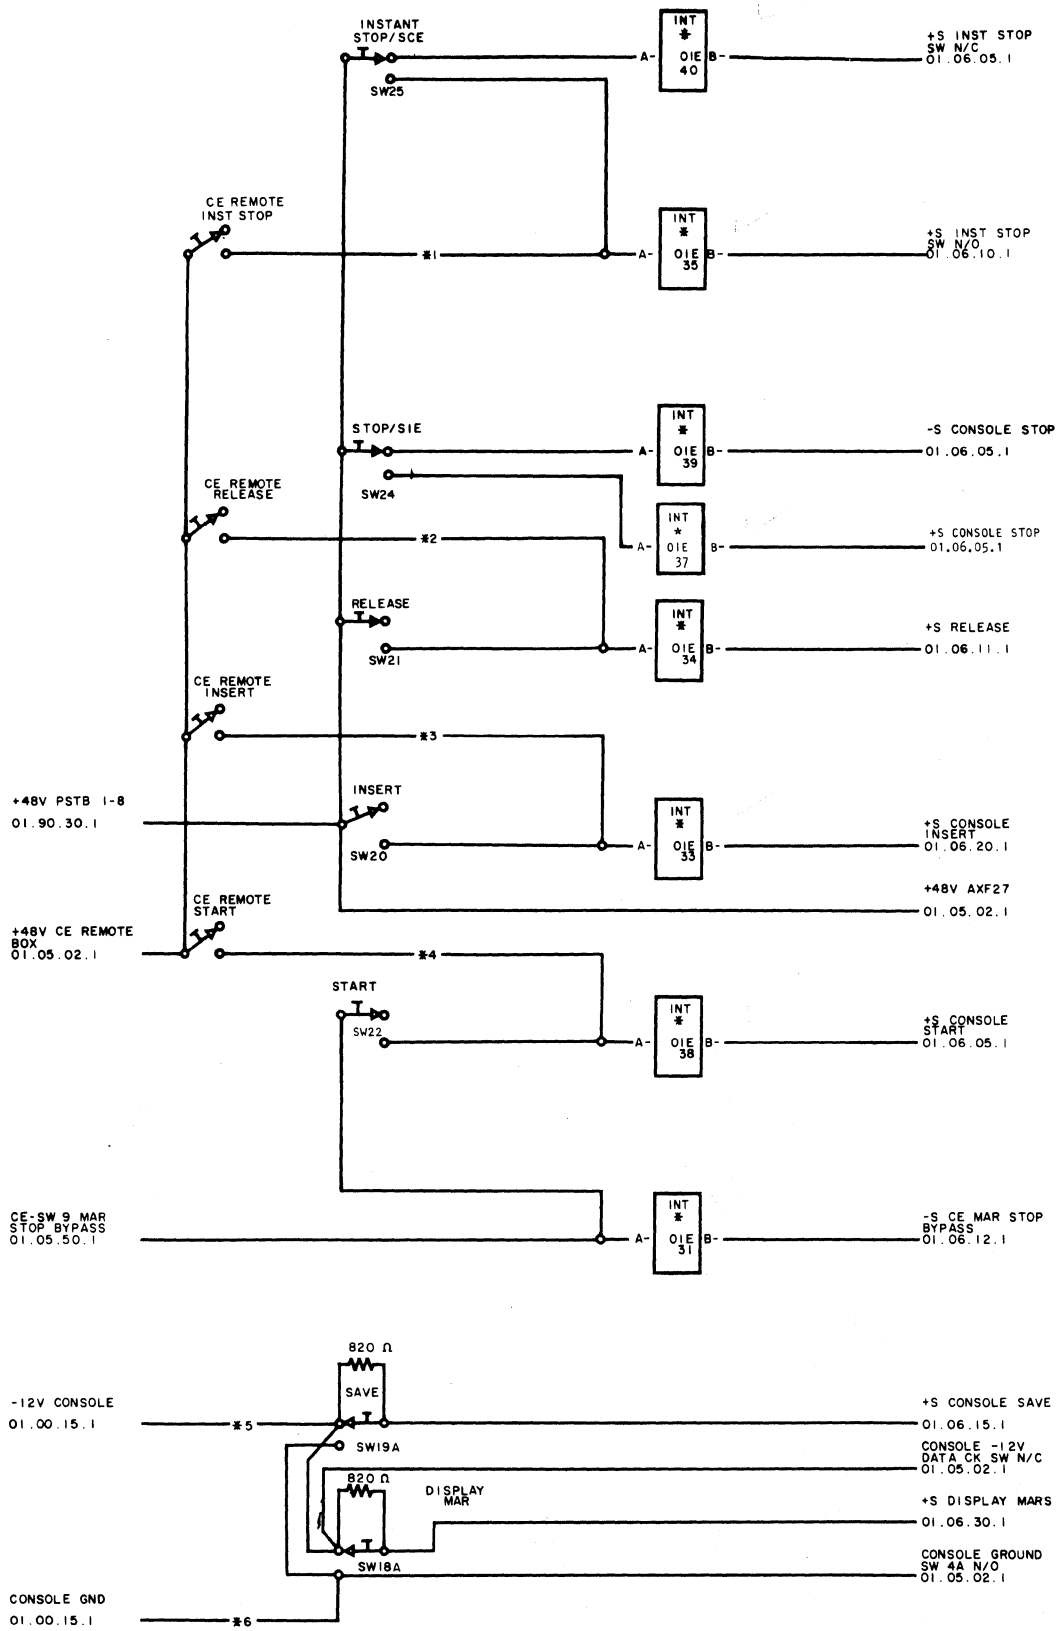 INSTANT
STOP/SCE
SW25
A-
INT
*
01E
40
B-
+S INST STOP
SW N/C
01.06.05.1
CE REMOTE
INST STOP
*1
A-
INT
*
01E
35
B-
+S INST STOP
SW N/O
01.06.10.1
STOP/SIE
SW24
A-
INT
*
01E
39
B-
-S CONSOLE STOP
01.06.05.1
CE REMOTE
RELEASE
*2
A-
INT
*
01E
37
B-
+S CONSOLE STOP
01.06.05.1
RELEASE
SW21
A-
INT
*
01E
34
B-
+S RELEASE
01.06.11.1
CE REMOTE
INSERT
*3
+48V PSTB 1-8
01.90.30.1
INSERT
SW20
A-
INT
*
01E
33
B-
+S CONSOLE
INSERT
01.06.20.1
+48V AXF27
01.05.02.1
CE REMOTE
START
+48V CE REMOTE
BOX
01.05.02.1
*4
START
SW22
A-
INT
*
01E
38
B-
+S CONSOLE
START
01.06.05.1
CE-SW 9 MAR
STOP BYPASS
01.05.50.1
A-
INT
*
01E
31
B-
-S CE MAR STOP
BYPASS
01.06.12.1
820 Ω
SAVE
-12V CONSOLE
01.00.15.1
*5
SW19A
+S CONSOLE SAVE
01.06.15.1
CONSOLE -12V
DATA CK SW N/C
01.05.02.1
820 Ω
DISPLAY
MAR
SW18A
+S DISPLAY MARS
01.06.30.1
CONSOLE GROUND
SW 4A N/O
01.05.02.1
CONSOLE GND
01.00.15.1
*6